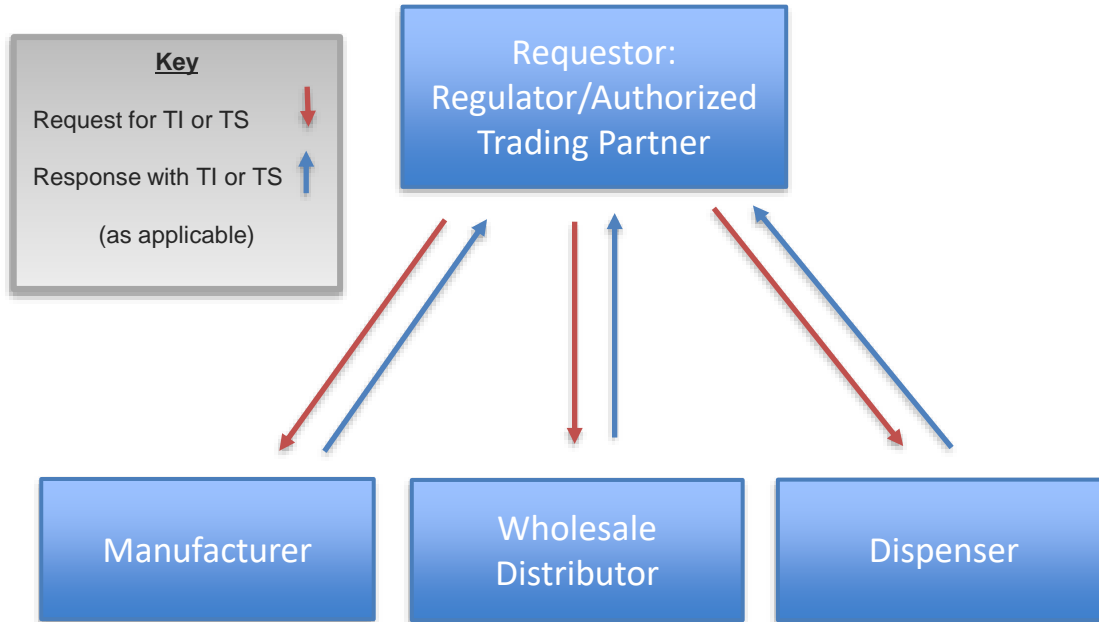 Key
Request for TI or TS
Response with TI or TS
(as applicable)
Requestor:
Regulator/Authorized
Trading Partner
Manufacturer
Wholesale
Distributor
Dispenser